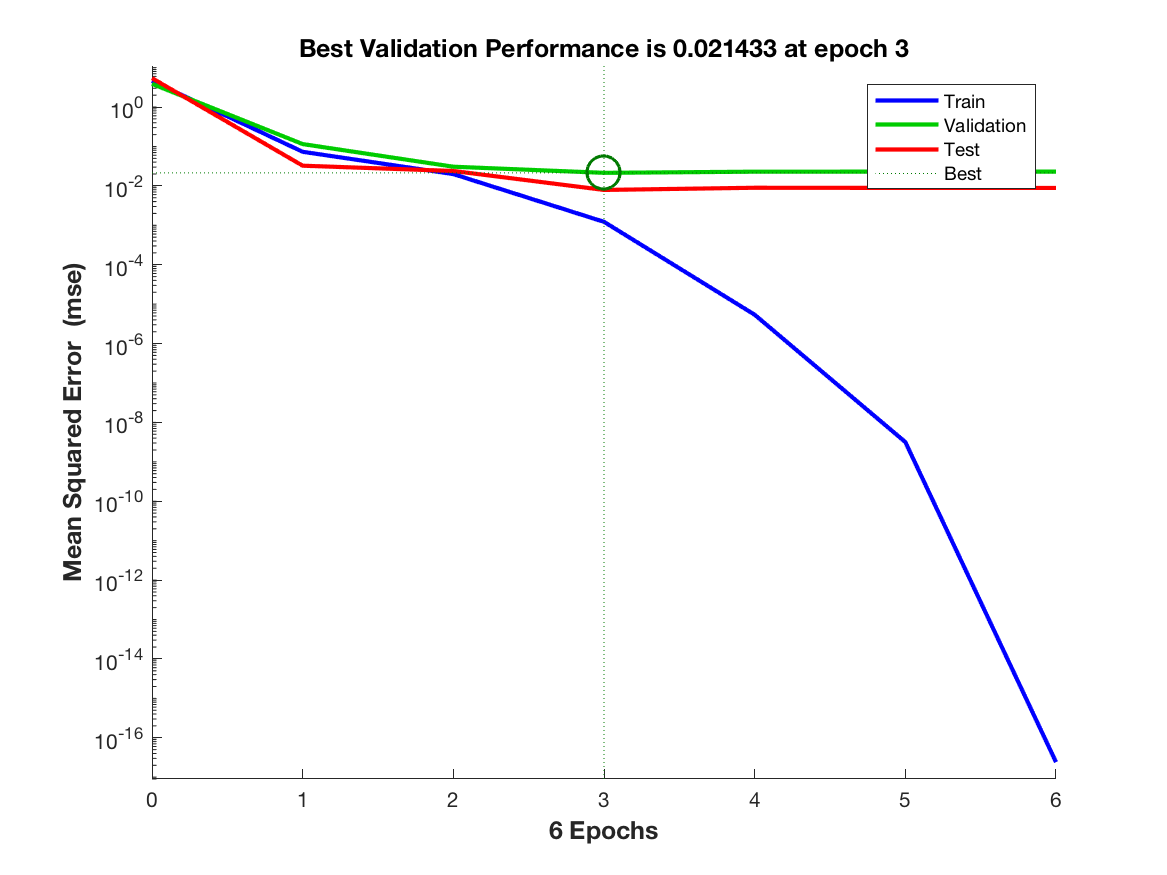 Best Validation Performance is 0.021433 at epoch 3
Train
Validation
Test
Best
Mean Squared Error (mse)
10^0
10^-2
10^-4
10^-6
10^-8
10^-10
10^-12
10^-14
10^-16
0 1 2 3 4 5 6
6 Epochs